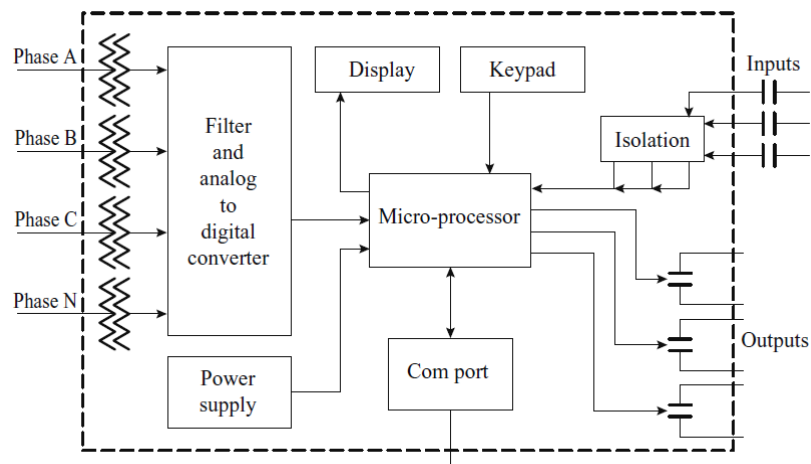 Phase A
Phase B
Phase C
Phase N
Filter
and
analog
to
digital
converter
Power
supply
Display
Keypad
Micro-processor
Com port
Isolation
Inputs
Outputs